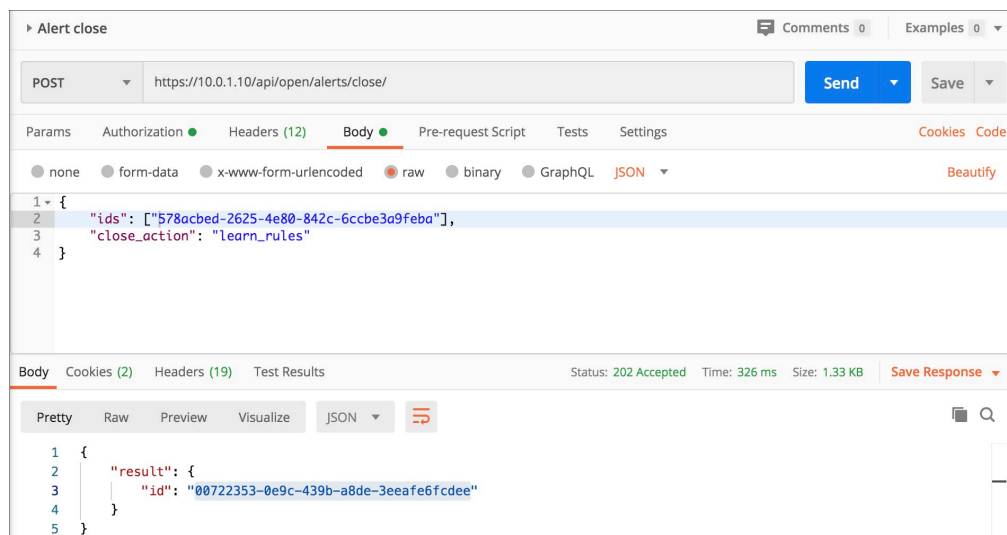 Alert close Comments 0 Examples 0
POST https://10.0.1.10/api/open/alerts/close/ Send Save
Params Authorization Headers (12) Body Pre-request Script Tests Settings Cookies Code
none form-data x-www-form-urlencoded raw binary GraphQL JSON Beautify
1 {
2 "ids": ["578acbed-2625-4e80-842c-6ccbe3a9feba"],
3 "close_action": "learn_rules"
4 }
Body Cookies (2) Headers (19) Test Results Status: 202 Accepted Time: 326 ms Size: 1.33 KB Save Response
Pretty Raw Preview Visualize JSON
1 {
2 "result": {
3 "id": "00722353-0e9c-439b-a8de-3eeafe6fcdee"
4 }
5 }